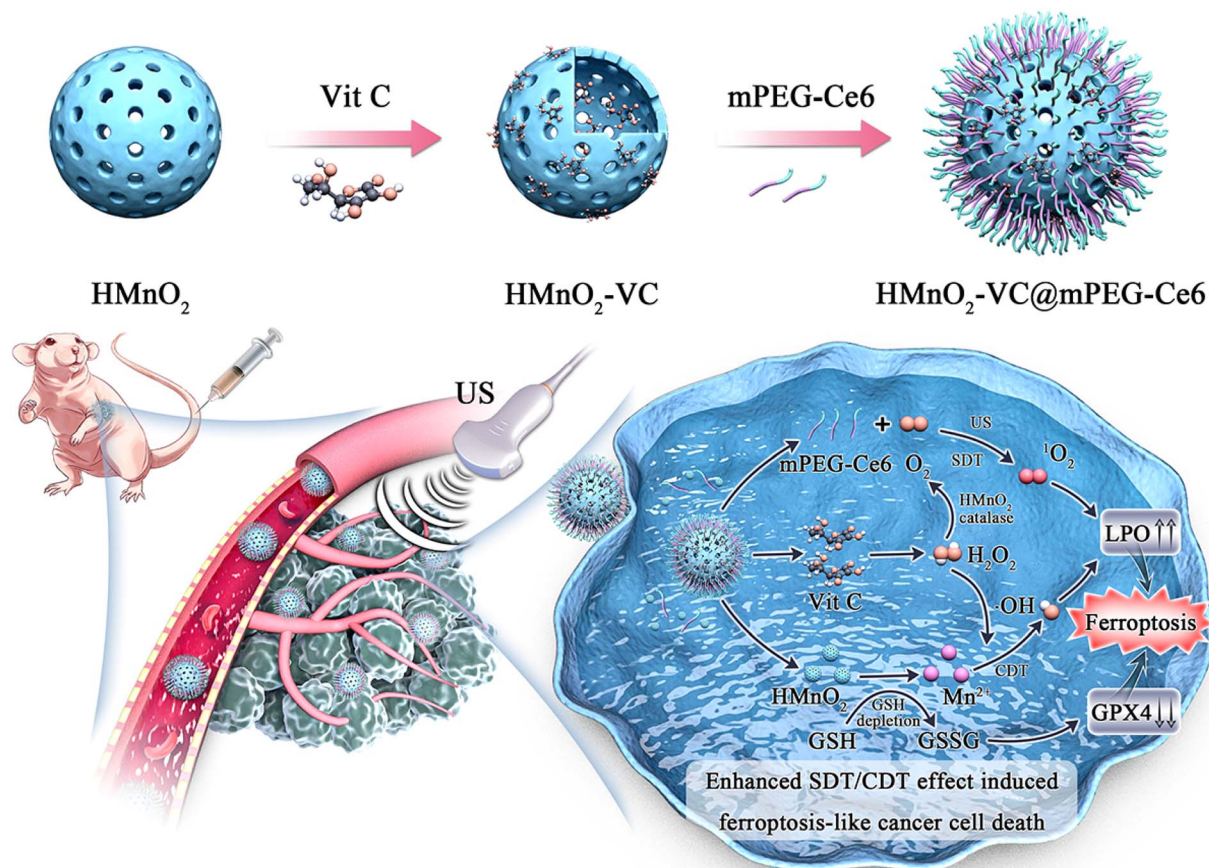 Vit C
mPEG-Ce6
HMnO₂
HMnO₂-VC
HMnO₂-VC@mPEG-Ce6
US
mPEG-Ce6
+
O₂
US
SDT
¹O₂
HMnO₂
catalase
LPO ↑↑
Vit C
H₂O₂
·OH
Ferroptosis
HMnO₂
Mn²⁺
CDT
GSH
depletion
GPX4 ↓↓
GSH
GSSG
Enhanced SDT/CDT effect induced
ferroptosis-like cancer cell death